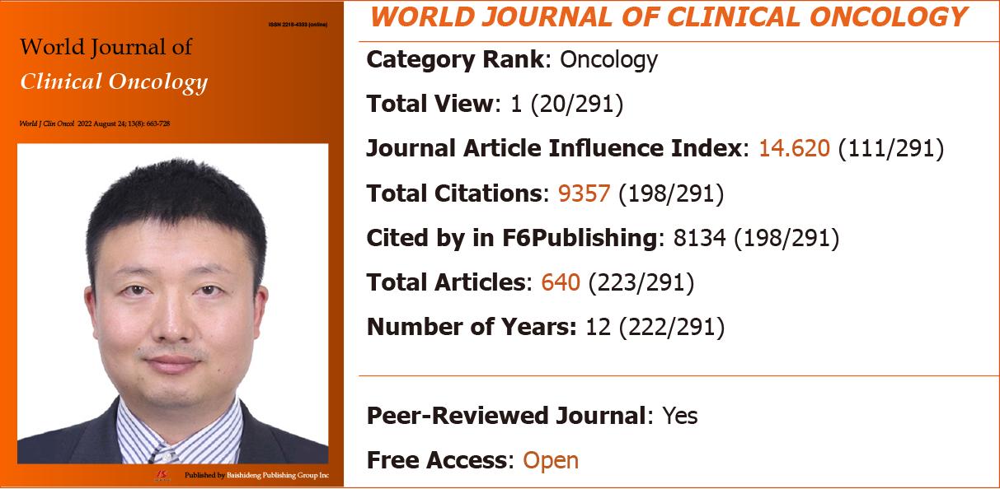 ISSN 2218-4333 (online)
World Journal of
Clinical Oncology
World J Clin Oncol 2022 August 24; 13(8): 663-728
Published by Baishideng Publishing Group Inc
WORLD JOURNAL OF CLINICAL ONCOLOGY
Category Rank: Oncology
Total View: 1 (20/291)
Journal Article Influence Index: 14.620 (111/291)
Total Citations: 9357 (198/291)
Cited by in F6Publishing: 8134 (198/291)
Total Articles: 640 (223/291)
Number of Years: 12 (222/291)
Peer-Reviewed Journal: Yes
Free Access: Open